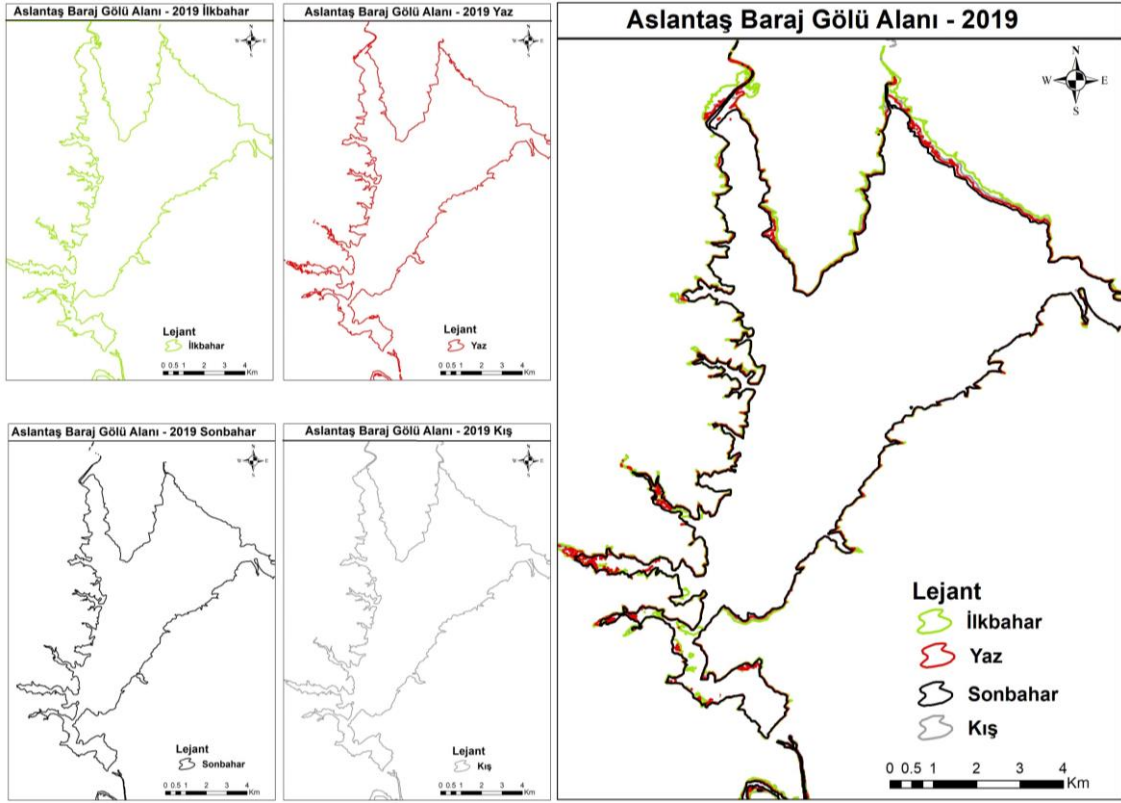 Aslantaş Baraj Gölü Alanı - 2019 İlkbahar
N
W E
S
Lejant
İlkbahar
0 0.5 1 2 3 4
Km
Aslantaş Baraj Gölü Alanı - 2019 Yaz
N
W E
S
Lejant
Yaz
0 0.5 1 2 3 4
Km
Aslantaş Baraj Gölü Alanı - 2019 Sonbahar
N
W E
S
Lejant
Sonbahar
0 0.5 1 2 3 4
Km
Aslantaş Baraj Gölü Alanı - 2019 Kış
N
W E
S
Lejant
Kış
0 0.5 1 2 3 4
Km
Aslantaş Baraj Gölü Alanı - 2019
N
W E
S
Lejant
İlkbahar
Yaz
Sonbahar
Kış
0 0.5 1 2 3 4
Km